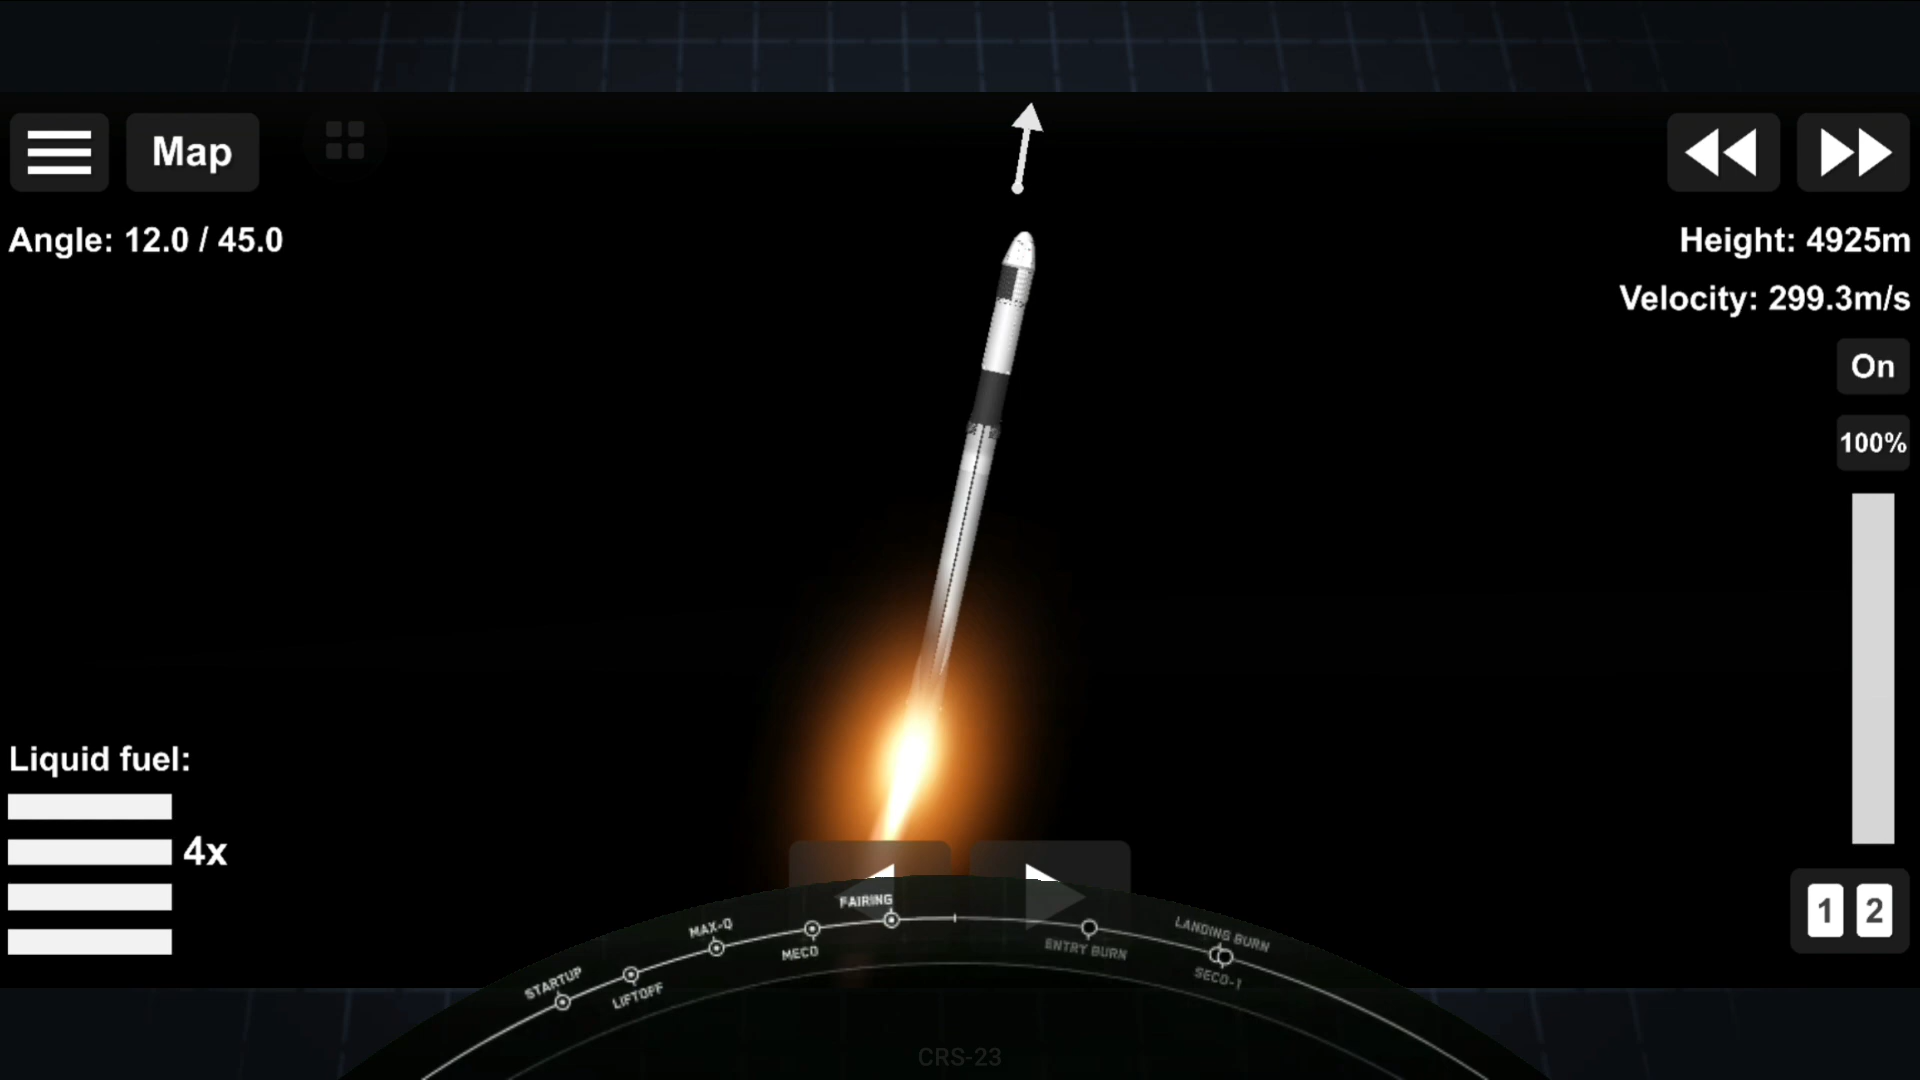 Map
Angle: 12.0 / 45.0
Height: 4925m
Velocity: 299.3m/s
On
100%
Liquid fuel:
4x
1 2
STARTUP
LIFTOFF
MAX-Q
MECO
FAIRING
ENTRY BURN
LANDING BURN
SECO-1
CRS-23